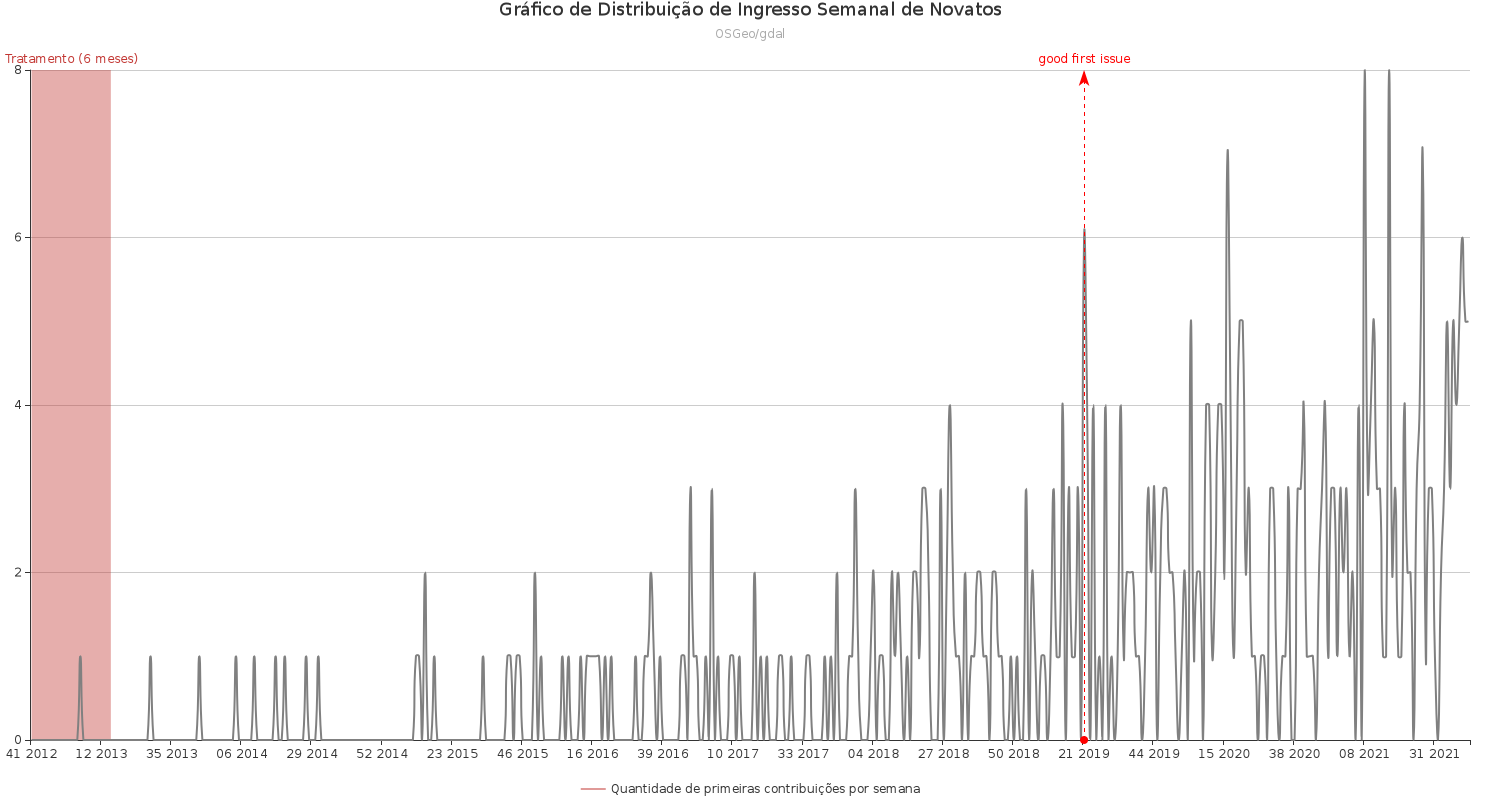 Gráfico de Distribuição de Ingresso Semanal de Novatos
OSGeo/gdal
Tratamento (6 meses)
good first issue
8
6
4
2
0
41 2012 12 2013 35 2013 06 2014 29 2014 52 2014 23 2015 46 2015 16 2016 39 2016 10 2017 33 2017 04 2018 27 2018 50 2018 21 2019 44 2019 15 2020 38 2020 08 2021 31 2021
Quantidade de primeiras contribuições por semana